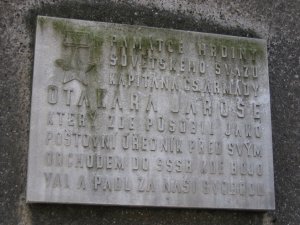 PAMÁTCE HRDINY
SOVĚTSKÉHO SVAZU
KAPITÁNA ČS. ARMÁDY
OTAKARA JAROŠE
KTERÝ ZDE PŮSOBIL JAKO
POŠTOVNÍ ÚŘEDNÍK PŘED SVÝM
ODCHODEM DO SSSR KDE BOJO
VAL A PADL ZA NAŠI SVOBODU